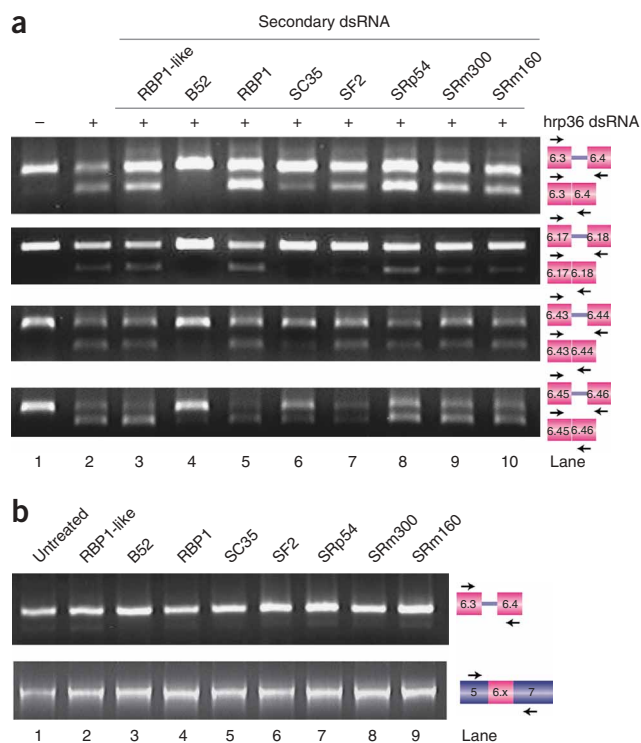 a
Secondary dsRNA
RBP1-like B52 RBP1 SC35 SF2 SRp54 SRm300 SRm160
– + + + + + + + + + hrp36 dsRNA
6.3 6.4
6.3 6.4
6.17 6.18
6.17 6.18
6.43 6.44
6.43 6.44
6.45 6.46
6.45 6.46
1 2 3 4 5 6 7 8 9 10 Lane
b
Untreated RBP1-like B52 RBP1 SC35 SF2 SRp54 SRm300 SRm160
6.3 6.4
5 6.x 7
1 2 3 4 5 6 7 8 9 Lane